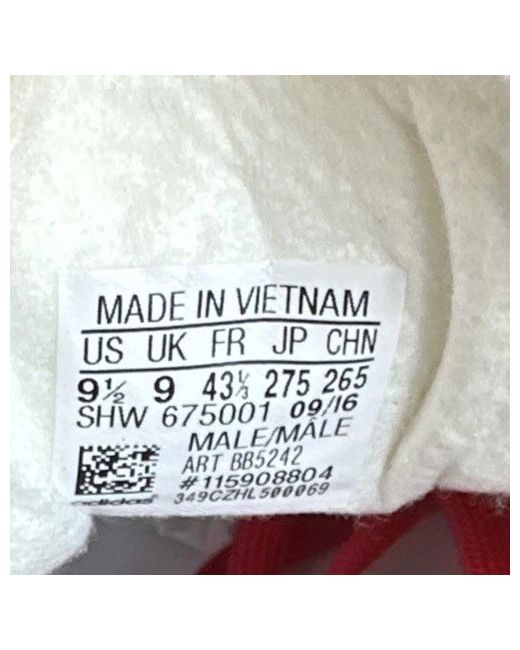 MADE IN VIETNAM
US UK FR JP CHN
9½ 9 43⅓ 275 265
SHW 675001 09/16
MALE/MÂLE
ART BB5242
#115908804
adidas 349CZHL500069